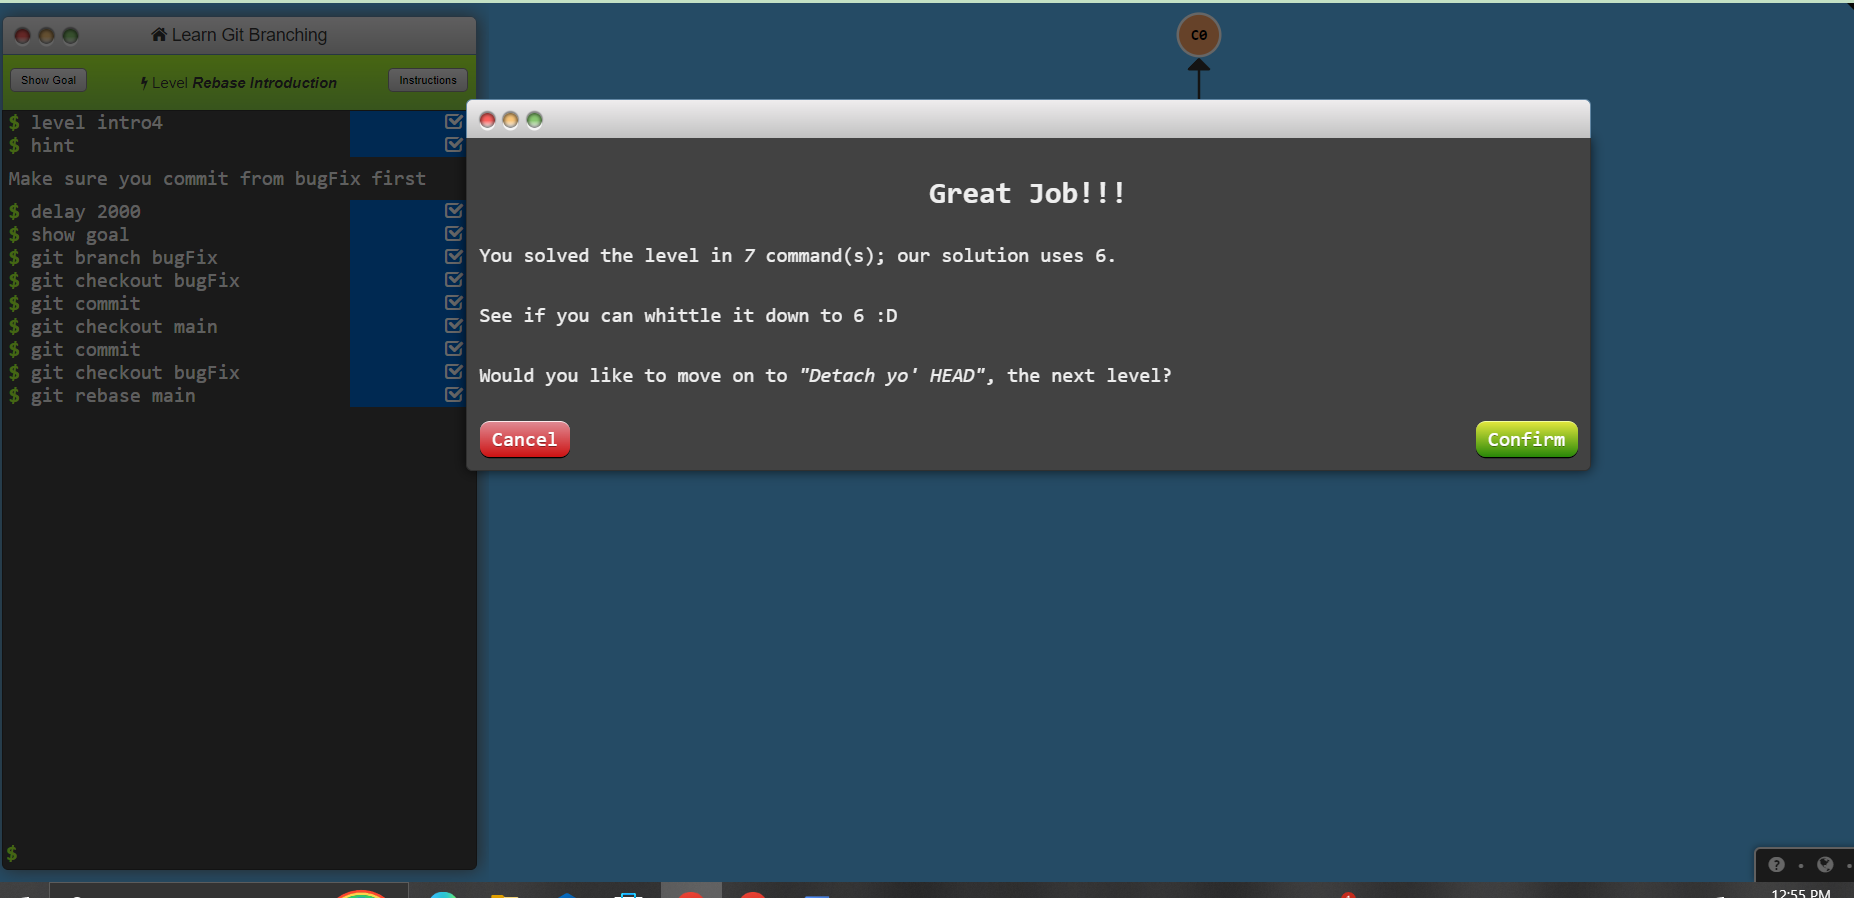 C0
Learn Git Branching
Show Goal
Level Rebase Introduction
Instructions
$ level intro4
$ hint
Make sure you commit from bugFix first
$ delay 2000
$ show goal
$ git branch bugFix
$ git checkout bugFix
$ git commit
$ git checkout main
$ git commit
$ git checkout bugFix
$ git rebase main
$
Great Job!!!
You solved the level in 7 command(s); our solution uses 6.
See if you can whittle it down to 6 :D
Would you like to move on to "Detach yo' HEAD", the next level?
Cancel
Confirm
12:55 PM